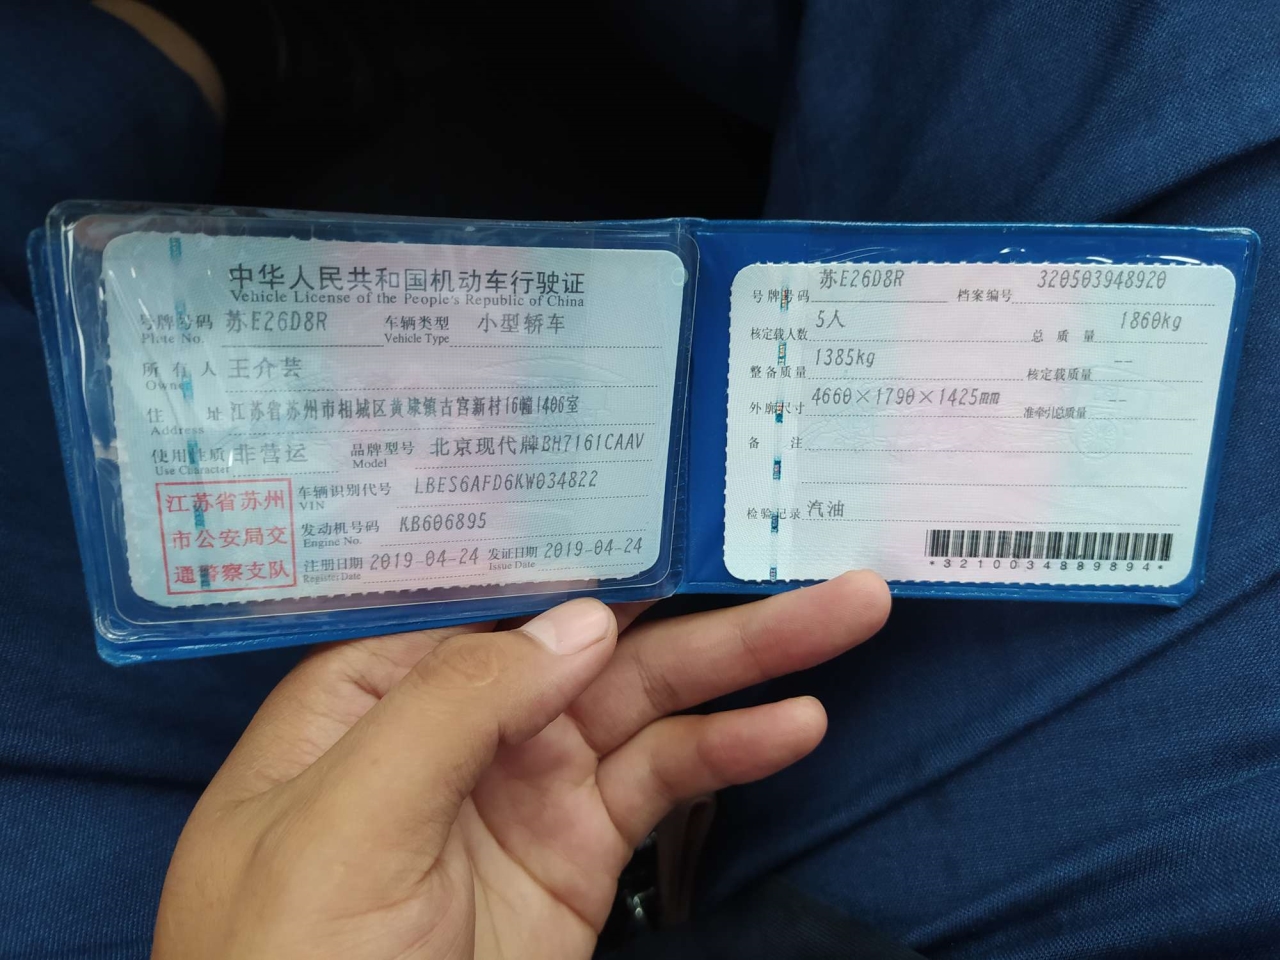 中华人民共和国机动车行驶证
Vehicle License of the People's Republic of China
号牌号码 苏E26D8R 车辆类型 小型轿车
Plate No. Vehicle Type
所有人 王介芸
Owner
住址 江苏省苏州市相城区黄埭镇古宫新村16幢1406室
Address
使用性质 非营运 品牌型号 北京现代牌BH7161CAAV
Use Character Model
江苏省苏州
市公安局交
通警察支队
车辆识别代号 LBES6AFD6KW034822
VIN
发动机号码 KB606895
Engine No.
注册日期 2019-04-24 发证日期 2019-04-24
Register Date Issue Date
号牌号码 苏E26D8R 档案编号 320503948920
核定载人数 5人 总质量 1860kg
整备质量 1385kg 核定载质量 --
外廓尺寸 4660×1790×1425mm 准牵引总质量 --
备注
检验记录 汽油
*3210034889894*